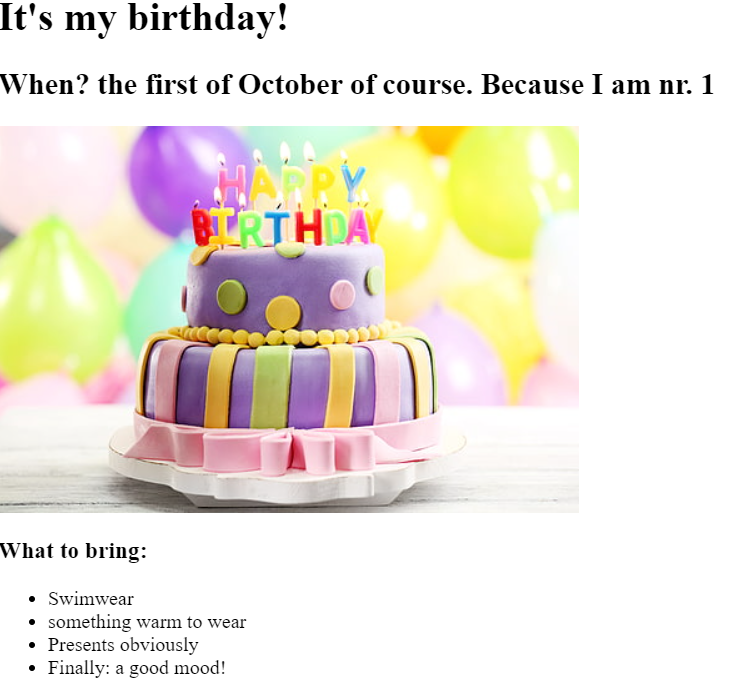 It's my birthday!
When? the first of October of course. Because I am nr. 1
HAPPY
BIRTHDAY
What to bring:
Swimwear
something warm to wear
Presents obviously
Finally: a good mood!